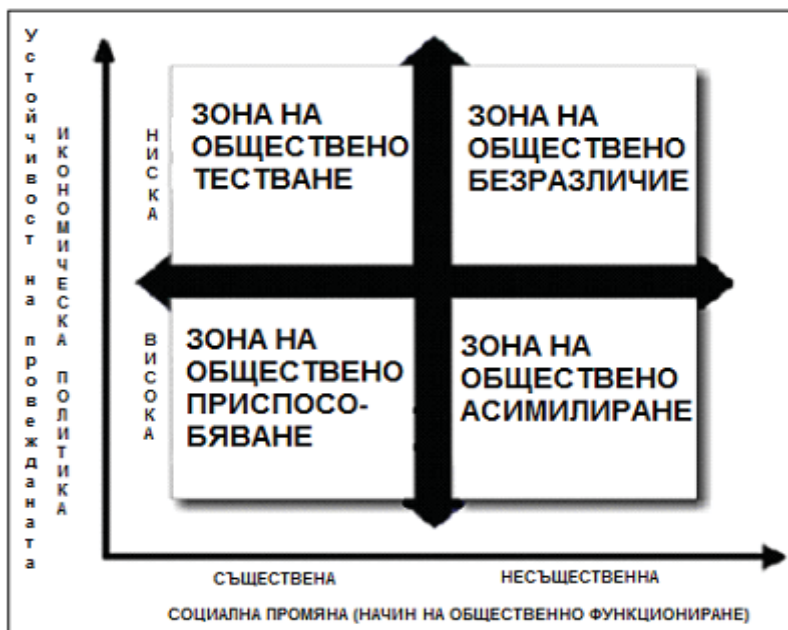 Устойчивост на провежданата
ИКОНОМИЧЕСКА ПОЛИТИКА
НИСКА
ЗОНА НА
ОБЩЕСТВЕНО
ТЕСТВАНЕ
ЗОНА НА
ОБЩЕСТВЕНО
БЕЗРАЗЛИЧИЕ
ВИСОКА
ЗОНА НА
ОБЩЕСТВЕНО
ПРИСПОСО-
БЯВАНЕ
ЗОНА НА
ОБЩЕСТВЕНО
АСИМИЛИРАНЕ
СЪЩЕСТВЕНА
НЕСЪЩЕСТВЕННА
СОЦИАЛНА ПРОМЯНА (НАЧИН НА ОБЩЕСТВЕННО ФУНКЦИОНИРАНЕ)